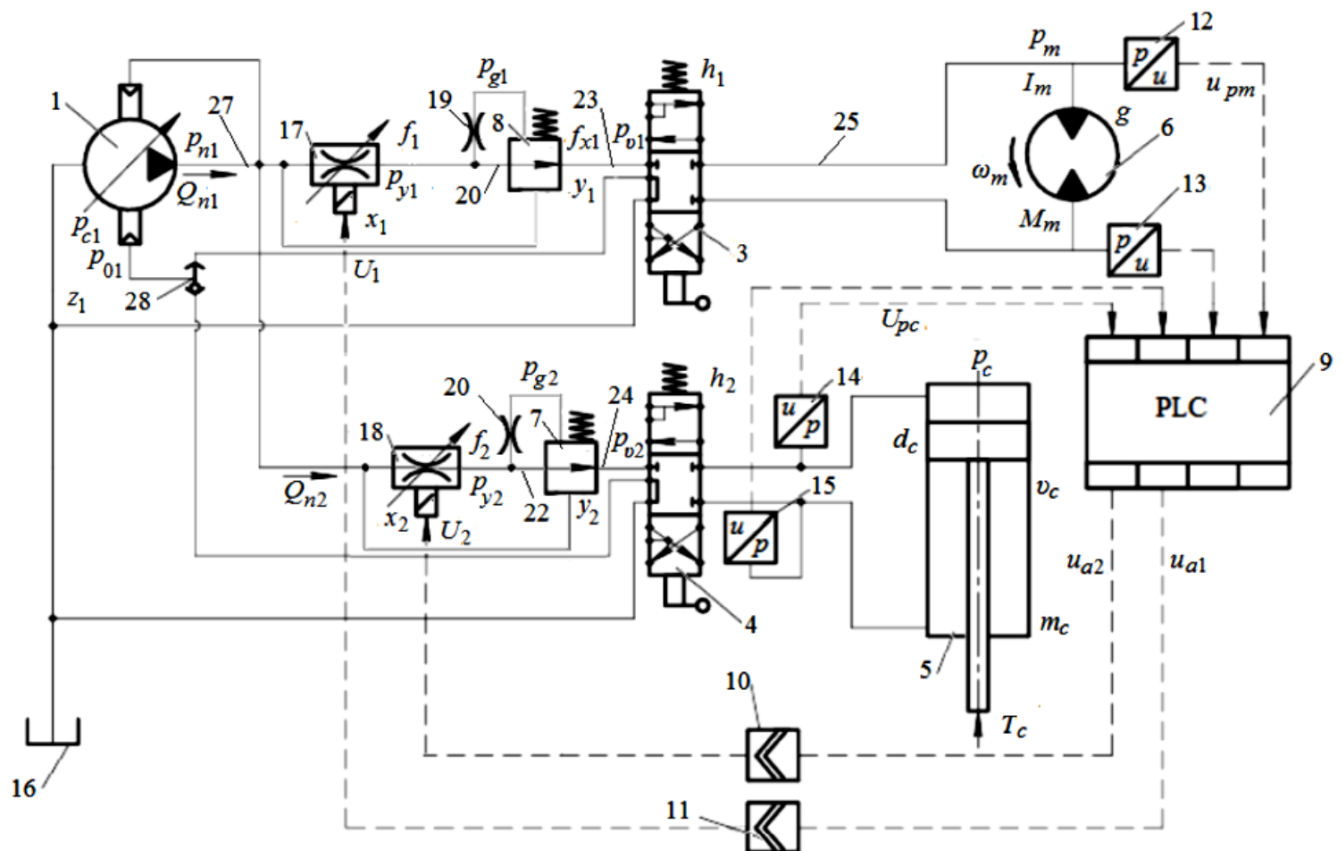 12
p_m
p
u
u_pm
I_m
g
6
ω_m
M_m
13
p
u
1
27
p_n1
Q_n1
p_c1
p_01
z_1
28
17
f_1
p_y1
x_1
U_1
19
p_g1
8
20
f_x1
y_1
23
p_v1
h_1
3
25
U_pc
14
u
p
15
u
p
PLC
9
p_c
d_c
v_c
m_c
5
T_c
u_a2
u_a1
18
Q_n2
f_2
p_y2
x_2
U_2
20
p_g2
7
22
y_2
24
p_v2
h_2
4
10
11
16